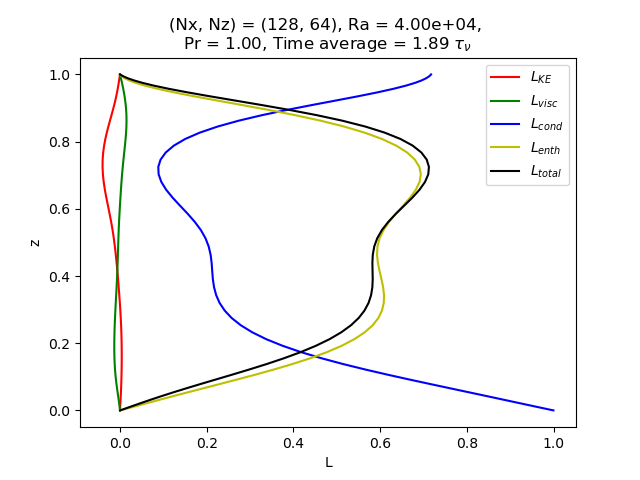 (Nx, Nz) = (128, 64), Ra = 4.00e+04,
Pr = 1.00, Time average = 1.89 τ_ν
1.0
0.8
0.6
0.4
0.2
0.0
z
0.0 0.2 0.4 0.6 0.8 1.0
L
L_KE
L_visc
L_cond
L_enth
L_total